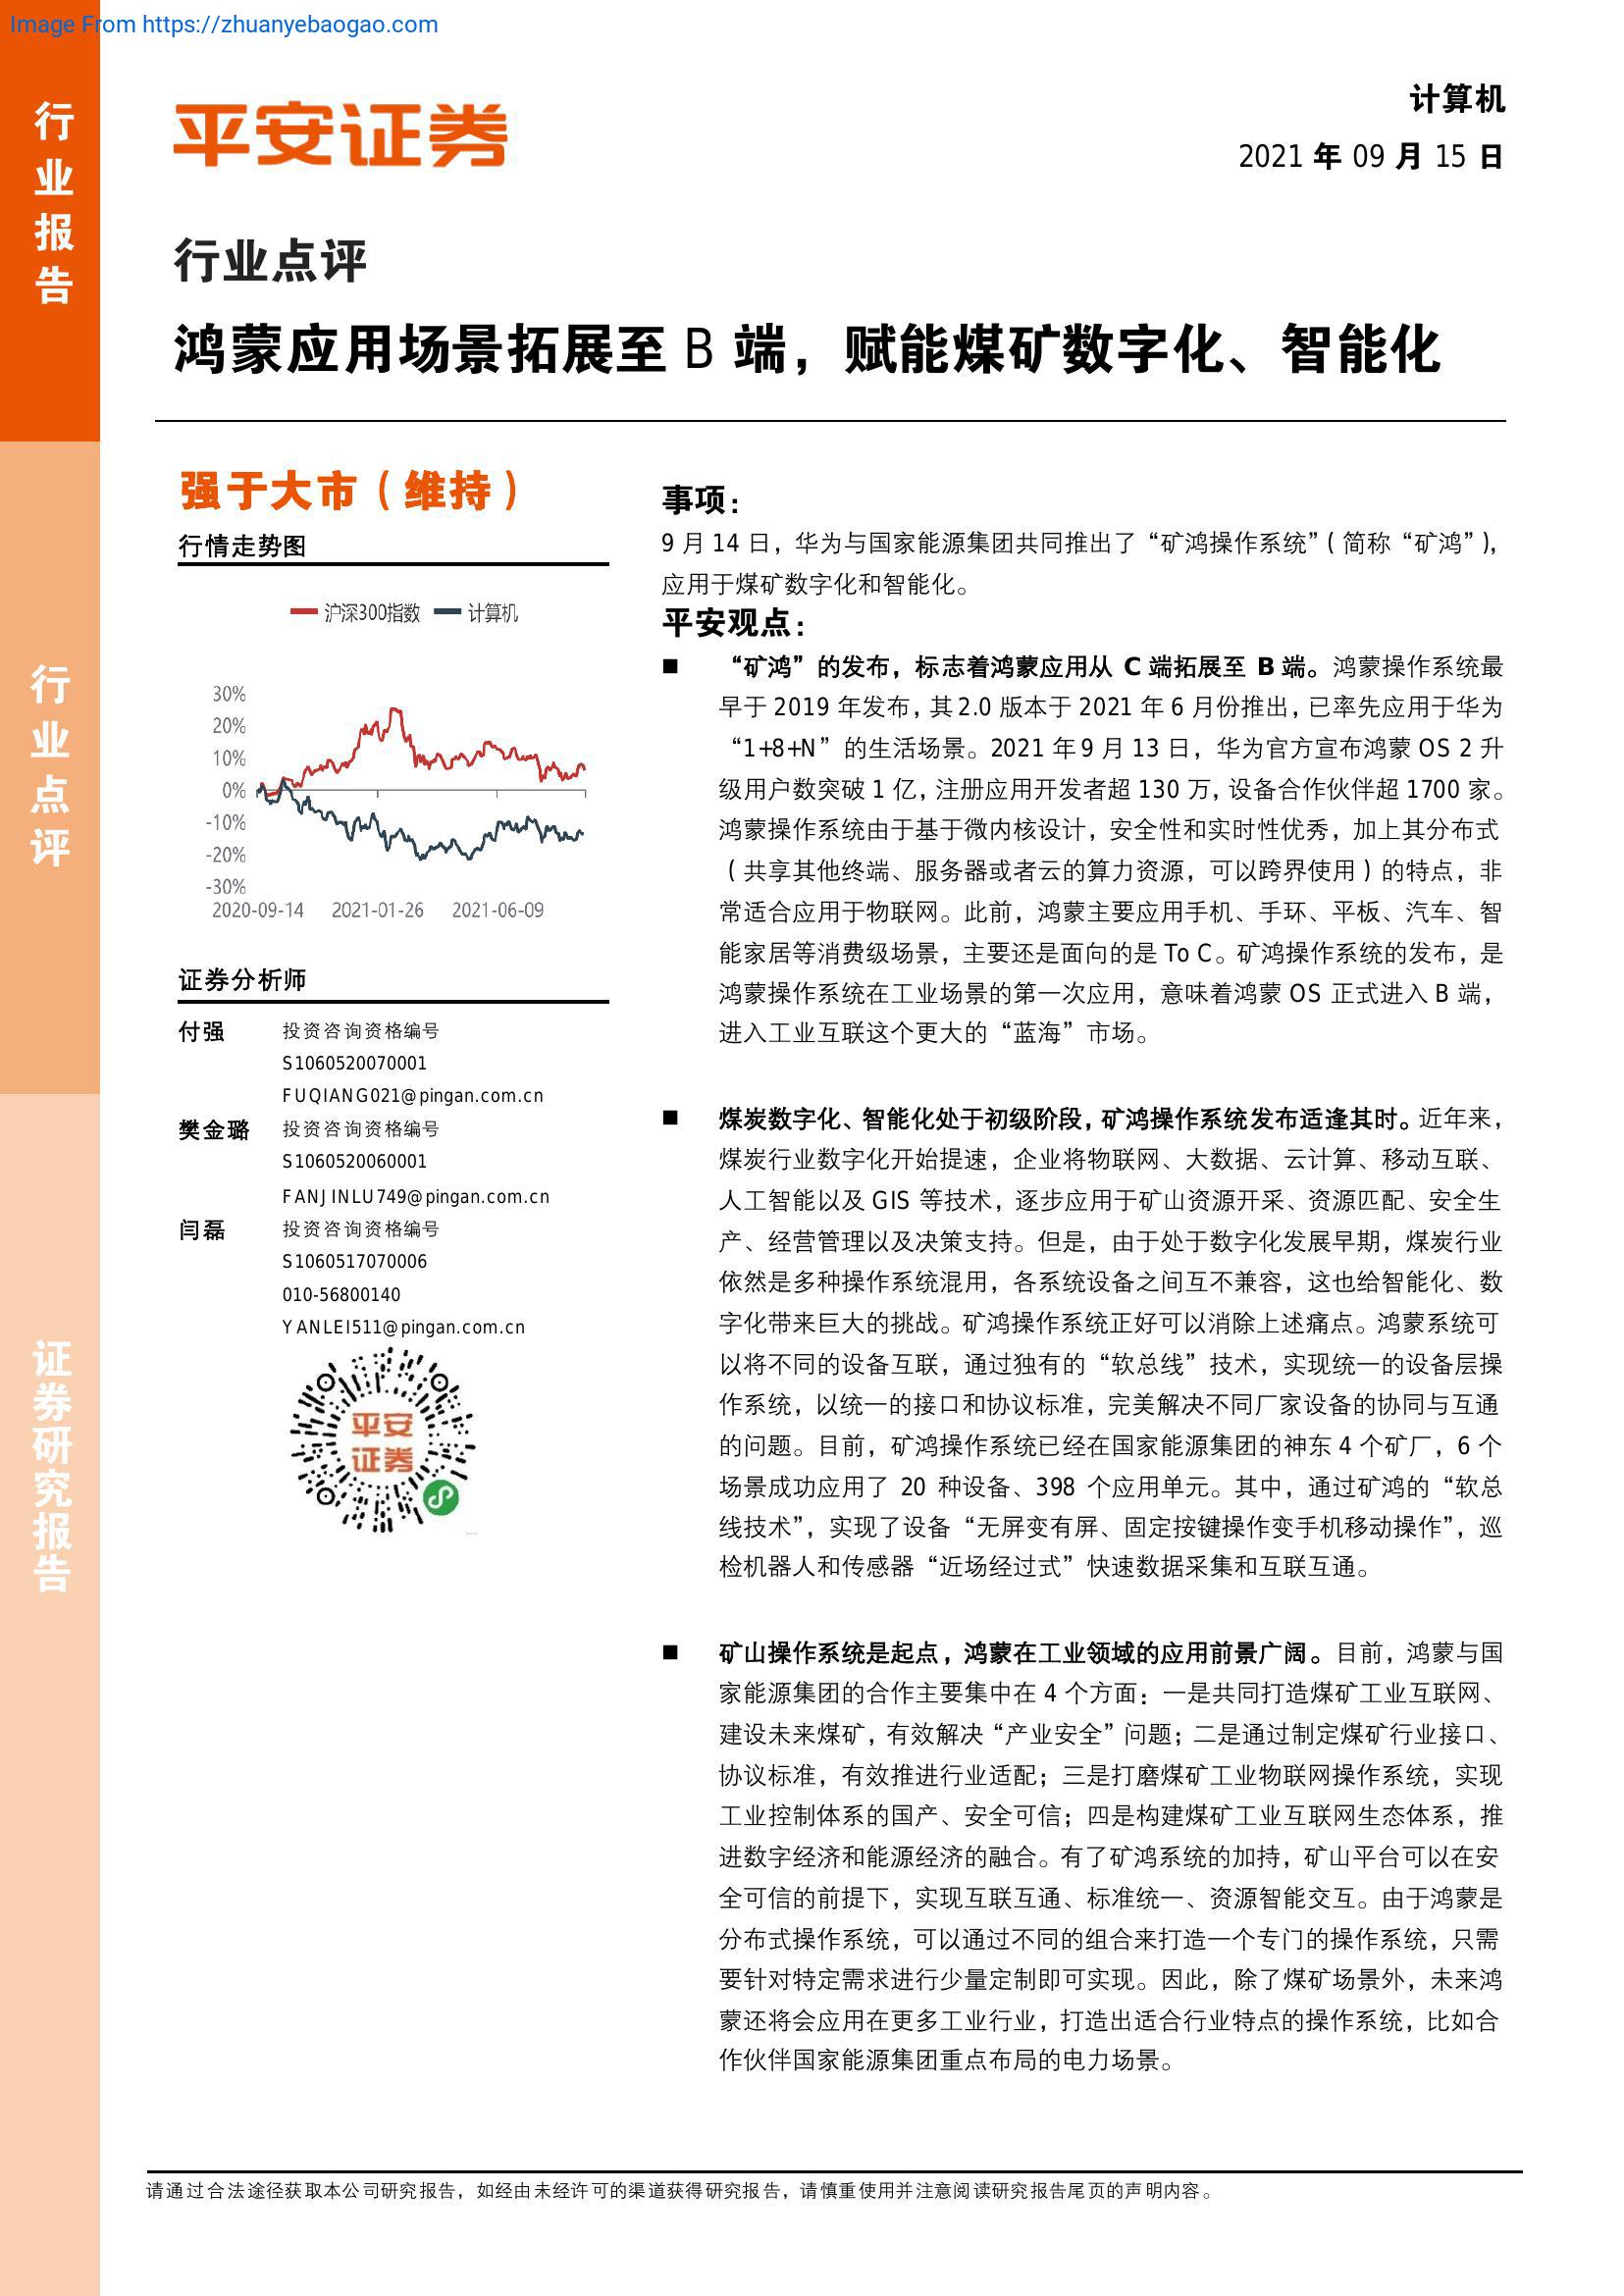 Image From https://zhuanyebaogao.com
行业报告
行业点评
证券研究报告
平安证券
计算机
2021 年 09 月 15 日
行业点评
鸿蒙应用场景拓展至 B 端，赋能煤矿数字化、智能化
强于大市（维持）
行情走势图
沪深300指数 计算机
30%
20%
10%
0%
-10%
-20%
-30%
2020-09-14 2021-01-26 2021-06-09
证券分析师
付强 投资咨询资格编号
S1060520070001
FUQIANG021@pingan.com.cn
樊金璐 投资咨询资格编号
S1060520060001
FANJINLU749@pingan.com.cn
闫磊 投资咨询资格编号
S1060517070006
010-56800140
YANLEI511@pingan.com.cn
平安
证券
事项：
9 月 14 日，华为与国家能源集团共同推出了“矿鸿操作系统”（简称“矿鸿”），
应用于煤矿数字化和智能化。
平安观点：
■ “矿鸿”的发布，标志着鸿蒙应用从 C 端拓展至 B 端。鸿蒙操作系统最
早于 2019 年发布，其 2.0 版本于 2021 年 6 月份推出，已率先应用于华为
“1+8+N”的生活场景。2021 年 9 月 13 日，华为官方宣布鸿蒙 OS 2 升
级用户数突破 1 亿，注册应用开发者超 130 万，设备合作伙伴超 1700 家。
鸿蒙操作系统由于基于微内核设计，安全性和实时性优秀，加上其分布式
（共享其他终端、服务器或者云的算力资源，可以跨界使用）的特点，非
常适合应用于物联网。此前，鸿蒙主要应用手机、手环、平板、汽车、智
能家居等消费级场景，主要还是面向的是 To C。矿鸿操作系统的发布，是
鸿蒙操作系统在工业场景的第一次应用，意味着鸿蒙 OS 正式进入 B 端，
进入工业互联这个更大的“蓝海”市场。
■ 煤炭数字化、智能化处于初级阶段，矿鸿操作系统发布适逢其时。近年来，
煤炭行业数字化开始提速，企业将物联网、大数据、云计算、移动互联、
人工智能以及 GIS 等技术，逐步应用于矿山资源开采、资源匹配、安全生
产、经营管理以及决策支持。但是，由于处于数字化发展早期，煤炭行业
依然是多种操作系统混用，各系统设备之间互不兼容，这也给智能化、数
字化带来巨大的挑战。矿鸿操作系统正好可以消除上述痛点。鸿蒙系统可
以将不同的设备互联，通过独有的“软总线”技术，实现统一的设备层操
作系统，以统一的接口和协议标准，完美解决不同厂家设备的协同与互通
的问题。目前，矿鸿操作系统已经在国家能源集团的神东 4 个矿厂，6 个
场景成功应用了 20 种设备、398 个应用单元。其中，通过矿鸿的“软总
线技术”，实现了设备“无屏变有屏、固定按键操作变手机移动操作”，巡
检机器人和传感器“近场经过式”快速数据采集和互联互通。
■ 矿山操作系统是起点，鸿蒙在工业领域的应用前景广阔。目前，鸿蒙与国
家能源集团的合作主要集中在 4 个方面：一是共同打造煤矿工业互联网、
建设未来煤矿，有效解决“产业安全”问题；二是通过制定煤矿行业接口、
协议标准，有效推进行业适配；三是打磨煤矿工业物联网操作系统，实现
工业控制体系的国产、安全可信；四是构建煤矿工业互联网生态体系，推
进数字经济和能源经济的融合。有了矿鸿系统的加持，矿山平台可以在安
全可信的前提下，实现互联互通、标准统一、资源智能交互。由于鸿蒙是
分布式操作系统，可以通过不同的组合来打造一个专门的操作系统，只需
要针对特定需求进行少量定制即可实现。因此，除了煤矿场景外，未来鸿
蒙还将会应用在更多工业行业，打造出适合行业特点的操作系统，比如合
作伙伴国家能源集团重点布局的电力场景。
请通过合法途径获取本公司研究报告，如经由未经许可的渠道获得研究报告，请慎重使用并注意阅读研究报告尾页的声明内容。